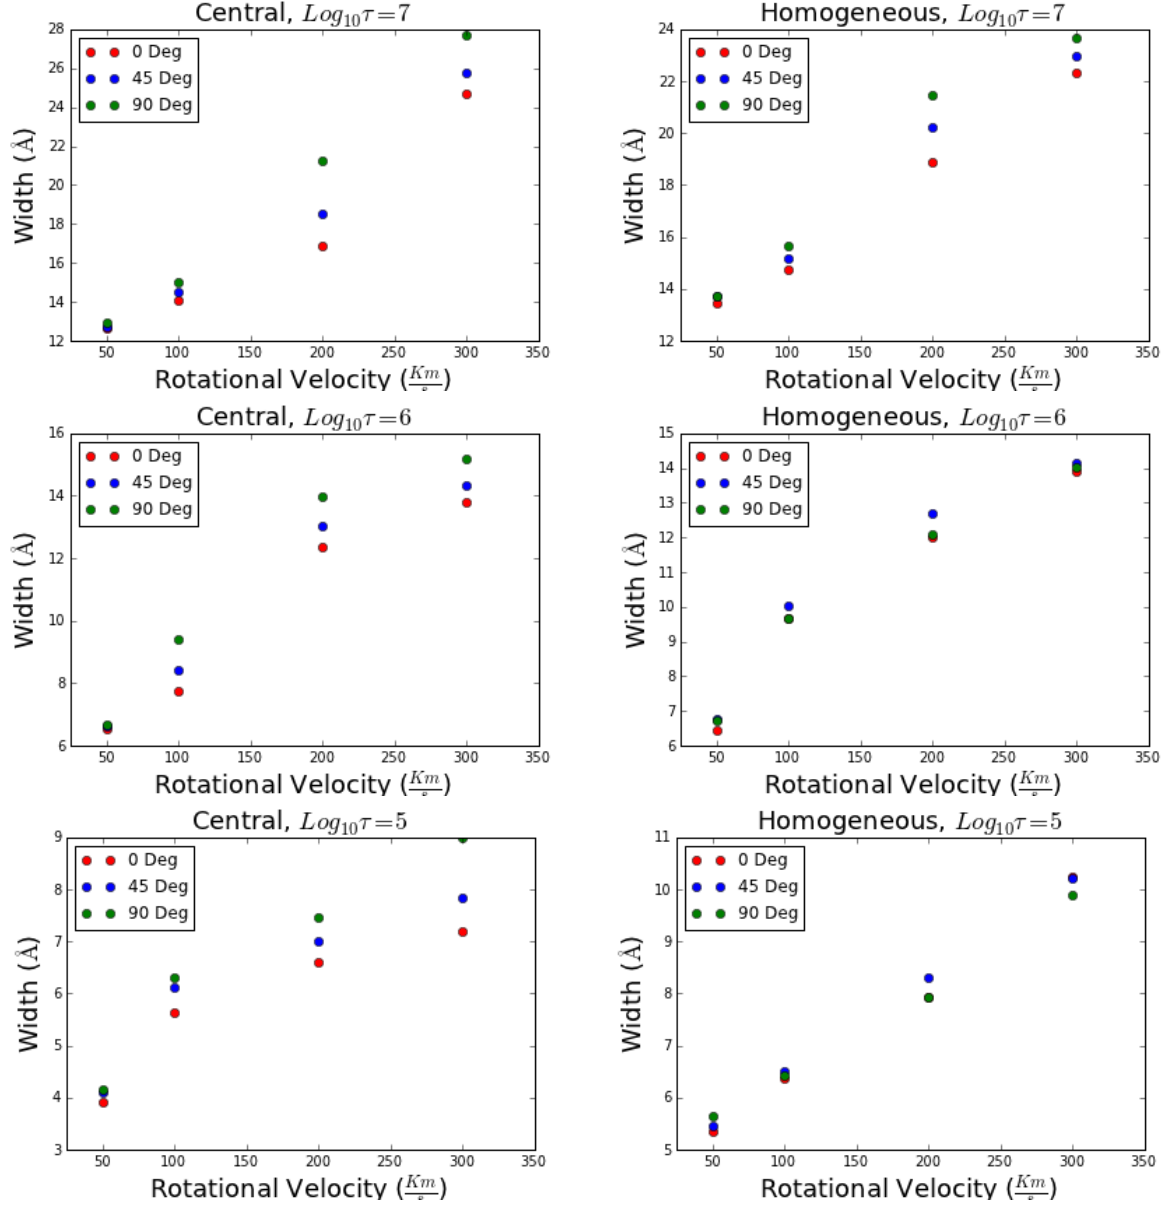 Central, Log₁₀τ=7
28
26
24
22
20
18
16
14
12
0 Deg
45 Deg
90 Deg
Width (Å)
50 100 150 200 250 300 350
Rotational Velocity (Km/s)
Homogeneous, Log₁₀τ=7
24
22
20
18
16
14
12
0 Deg
45 Deg
90 Deg
Width (Å)
50 100 150 200 250 300 350
Rotational Velocity (Km/s)
Central, Log₁₀τ=6
16
14
12
10
8
6
0 Deg
45 Deg
90 Deg
Width (Å)
50 100 150 200 250 300 350
Rotational Velocity (Km/s)
Homogeneous, Log₁₀τ=6
15
14
13
12
11
10
9
8
7
6
0 Deg
45 Deg
90 Deg
Width (Å)
50 100 150 200 250 300 350
Rotational Velocity (Km/s)
Central, Log₁₀τ=5
9
8
7
6
5
4
3
0 Deg
45 Deg
90 Deg
Width (Å)
50 100 150 200 250 300 350
Rotational Velocity (Km/s)
Homogeneous, Log₁₀τ=5
11
10
9
8
7
6
5
0 Deg
45 Deg
90 Deg
Width (Å)
50 100 150 200 250 300 350
Rotational Velocity (Km/s)